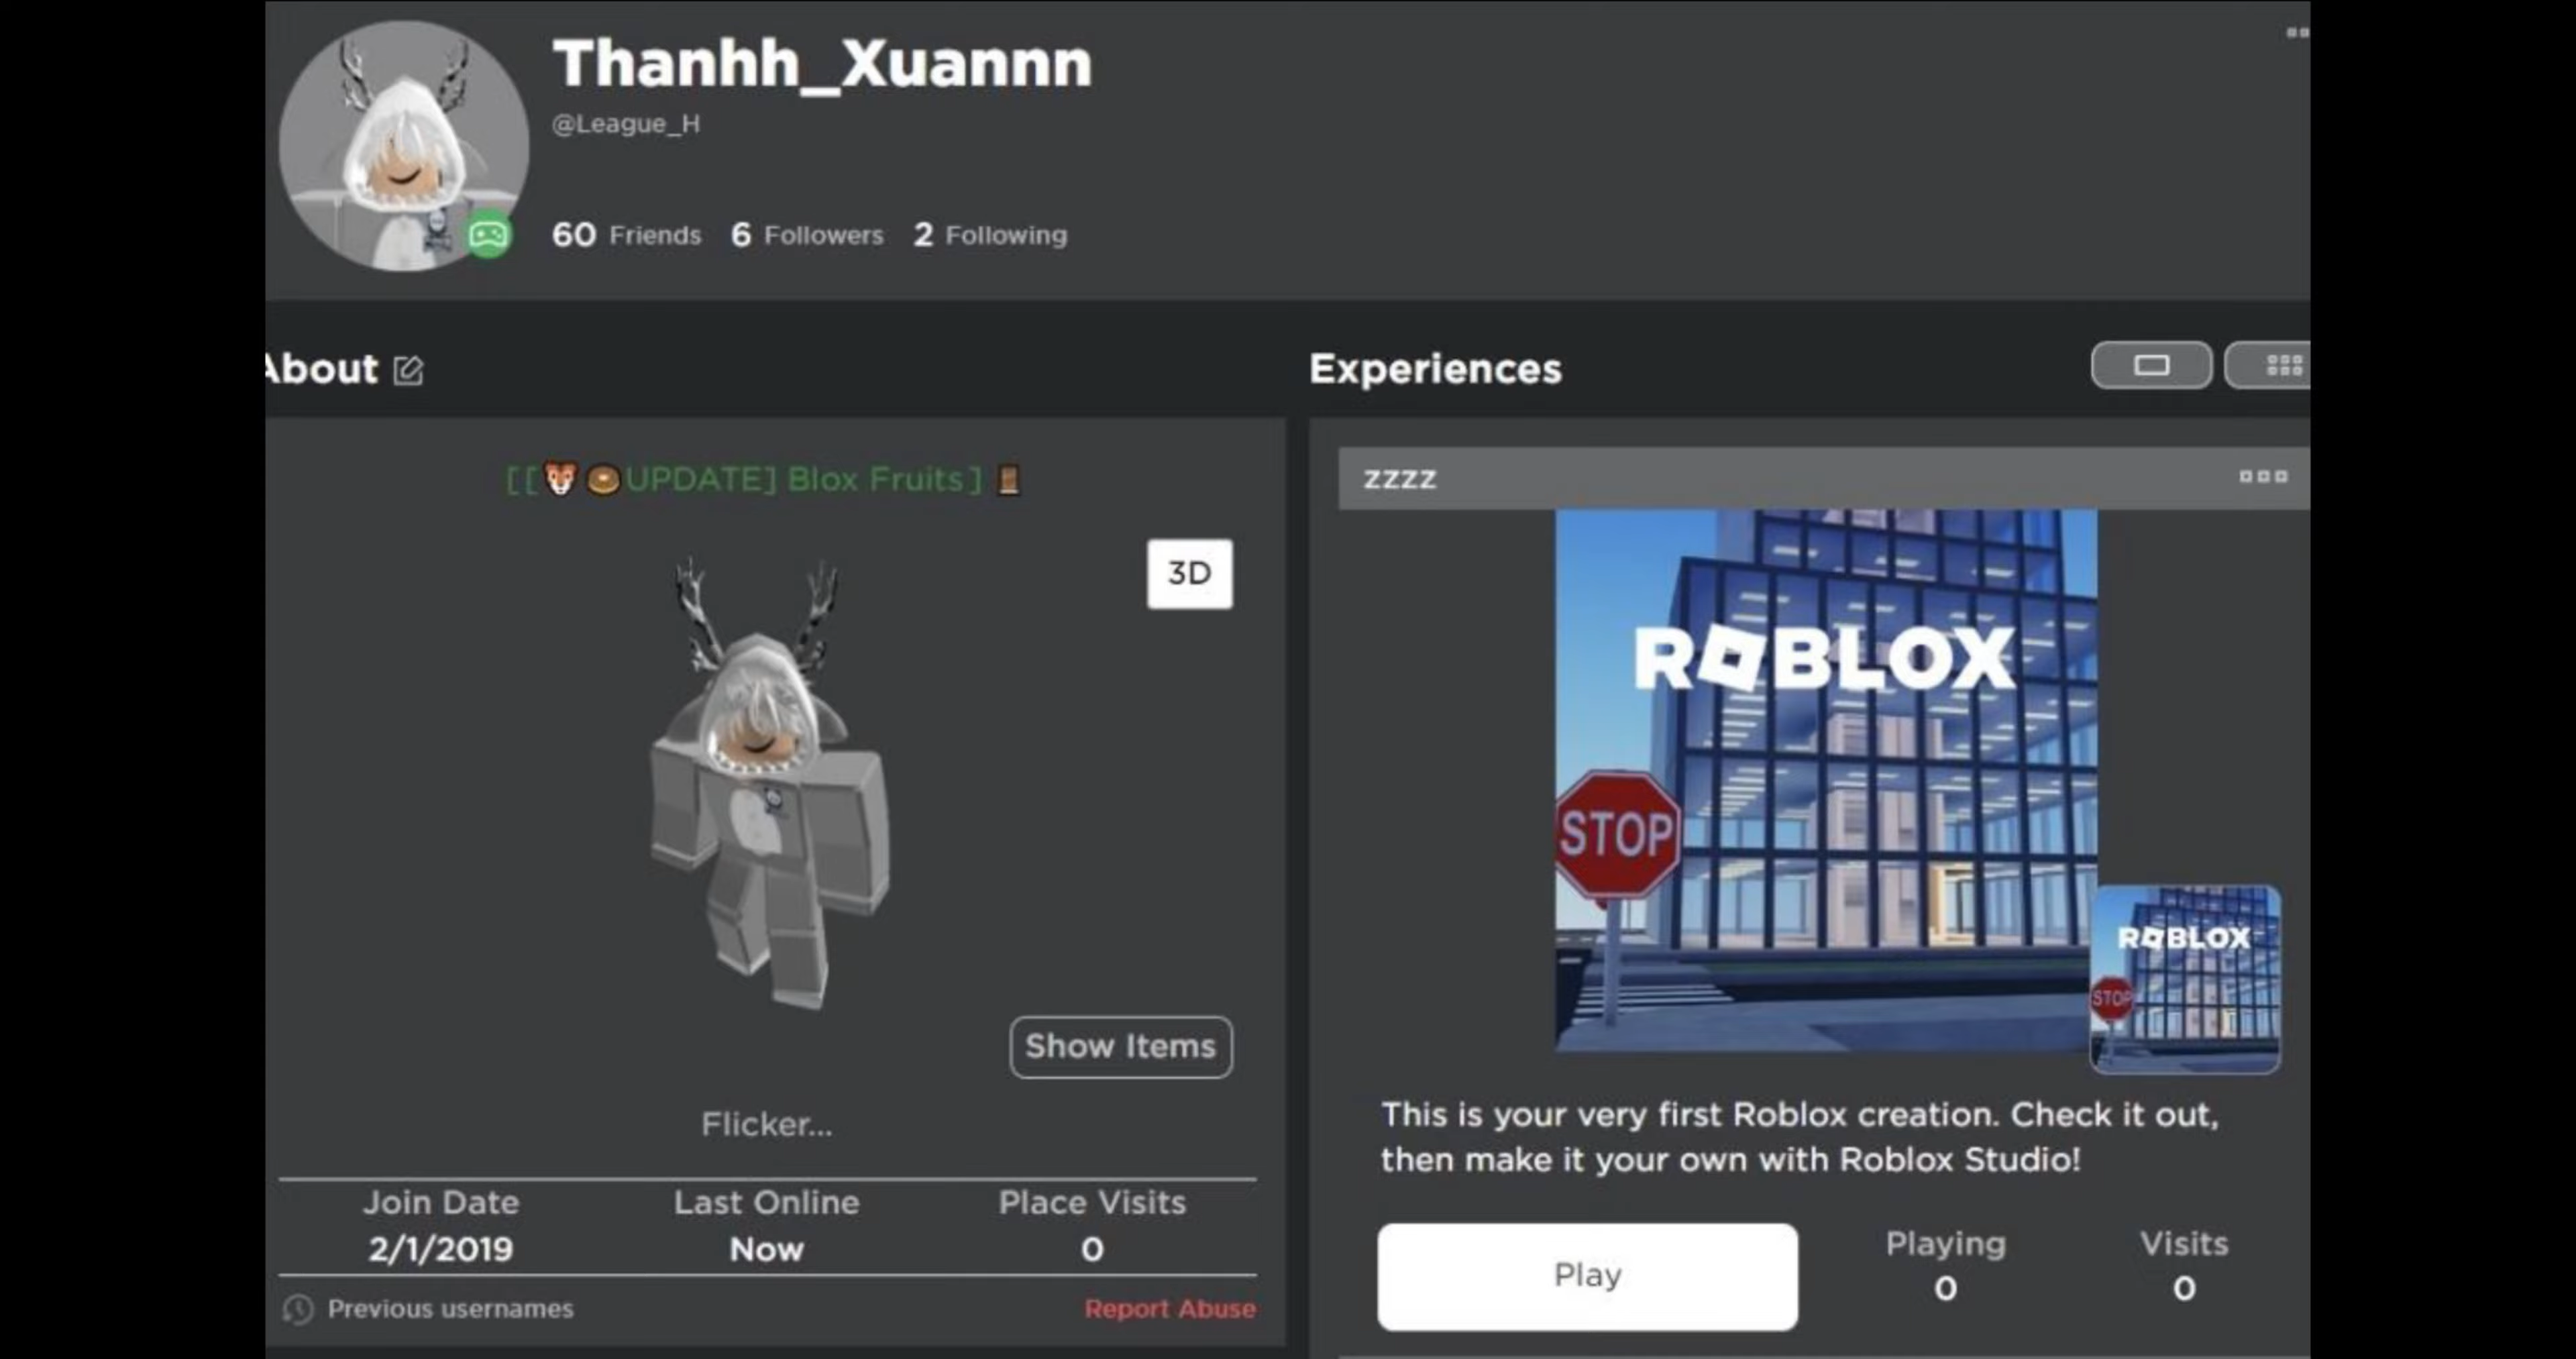 Thanhh_Xuannn
@League_H
60 Friends 6 Followers 2 Following
About
[[🐯🍩UPDATE] Blox Fruits] 🚪
3D
Show Items
Flicker...
Join Date Last Online Place Visits
2/1/2019 Now 0
Previous usernames Report Abuse
Experiences
zzzz
ROBLOX
STOP
ROBLOX
STOP
This is your very first Roblox creation. Check it out,
then make it your own with Roblox Studio!
Play
Playing Visits
0 0